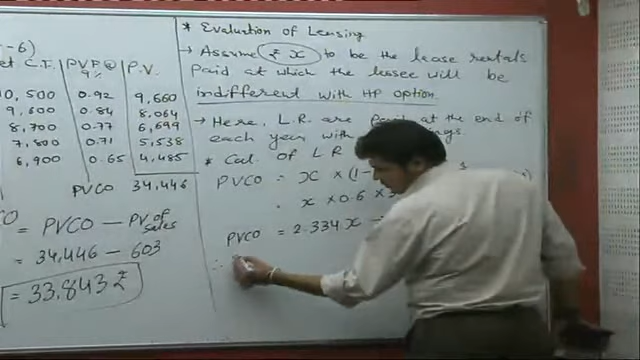 -6)
et C.T. PVF@ 9% P.V.
10,500 0.92 9,660
9,600 0.84 8,064
8,700 0.77 6,699
7,800 0.71 5,538
6,900 0.65 4,485
PVCO 34,446
CO = PVCO - PV of sales
= 34,446 - 603
= 33,843 ₹
* Evaluation of Leasing
→ Assume ₹ x to be the lease rentals
Paid at which the lessee will be
indifferent with HP option.
→ Here, L.R. are paid at the end of
each year with
* Cal. of L R
PVCO = x × (1-
x × 0.6 × 3
PVCO = 2.334 x -
∴